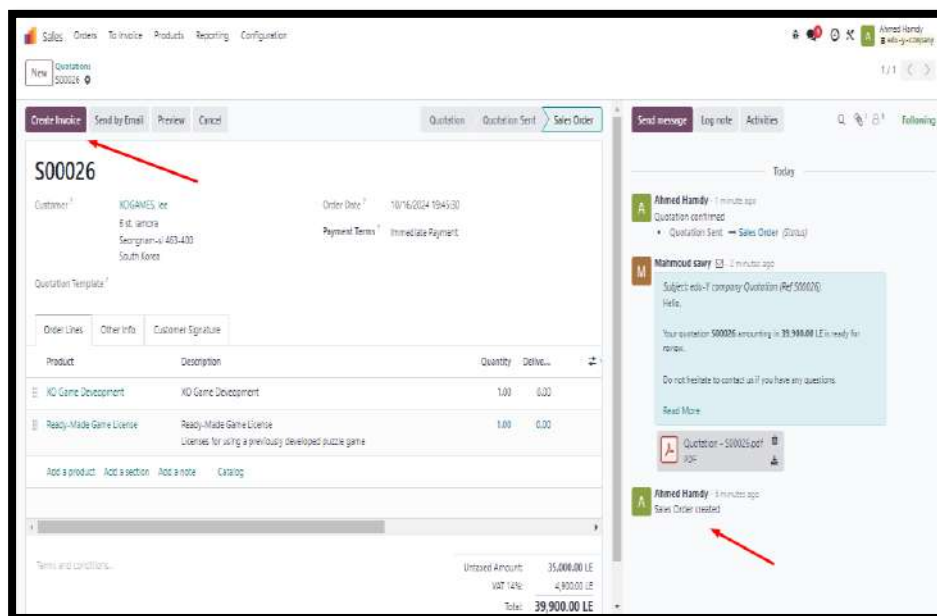 Sales Orders To Invoice Products Reporting Configuration
Ahmed Hamdy
edu-y-company
New Quotations
S00026
1/1
Create Invoice Send by Email Preview Cancel
Quotation Quotation Sent Sales Order
Send message Log note Activities
Following
S00026
Customer ?
XOGAMES, lee
Seongnam-si 463-400
South Korea
Order Date ? 10/16/2024 19:45:30
Payment Terms ? Immediate Payment
Quotation Template ?
Order Lines Other Info Customer Signature
Product Description Quantity Delive...
XO Game Development XO Game Development 1.00 0.00
Ready-Made Game License Ready-Made Game License 1.00 0.00
Licenses for using a previously developed puzzle game
Add a product Add a section Add a note Catalog
Terms and conditions...
Untaxed Amount: 35,000.00 LE
VAT 14%: 4,900.00 LE
Total: 39,900.00 LE
Today
A
Ahmed Hamdy - 1 minute ago
Quotation confirmed
• Quotation Sent → Sales Order (Status)
M
Mahmoud sawy - 2 minutes ago
Subject: edu-Y company Quotation (Ref S00026)
Hello,
Your quotation S00026 amounting in 39,900.00 LE is ready for
review.
Do not hesitate to contact us if you have any questions.
Read More
Quotation - S00026.pdf
PDF
A
Ahmed Hamdy - minutes ago
Sales Order created